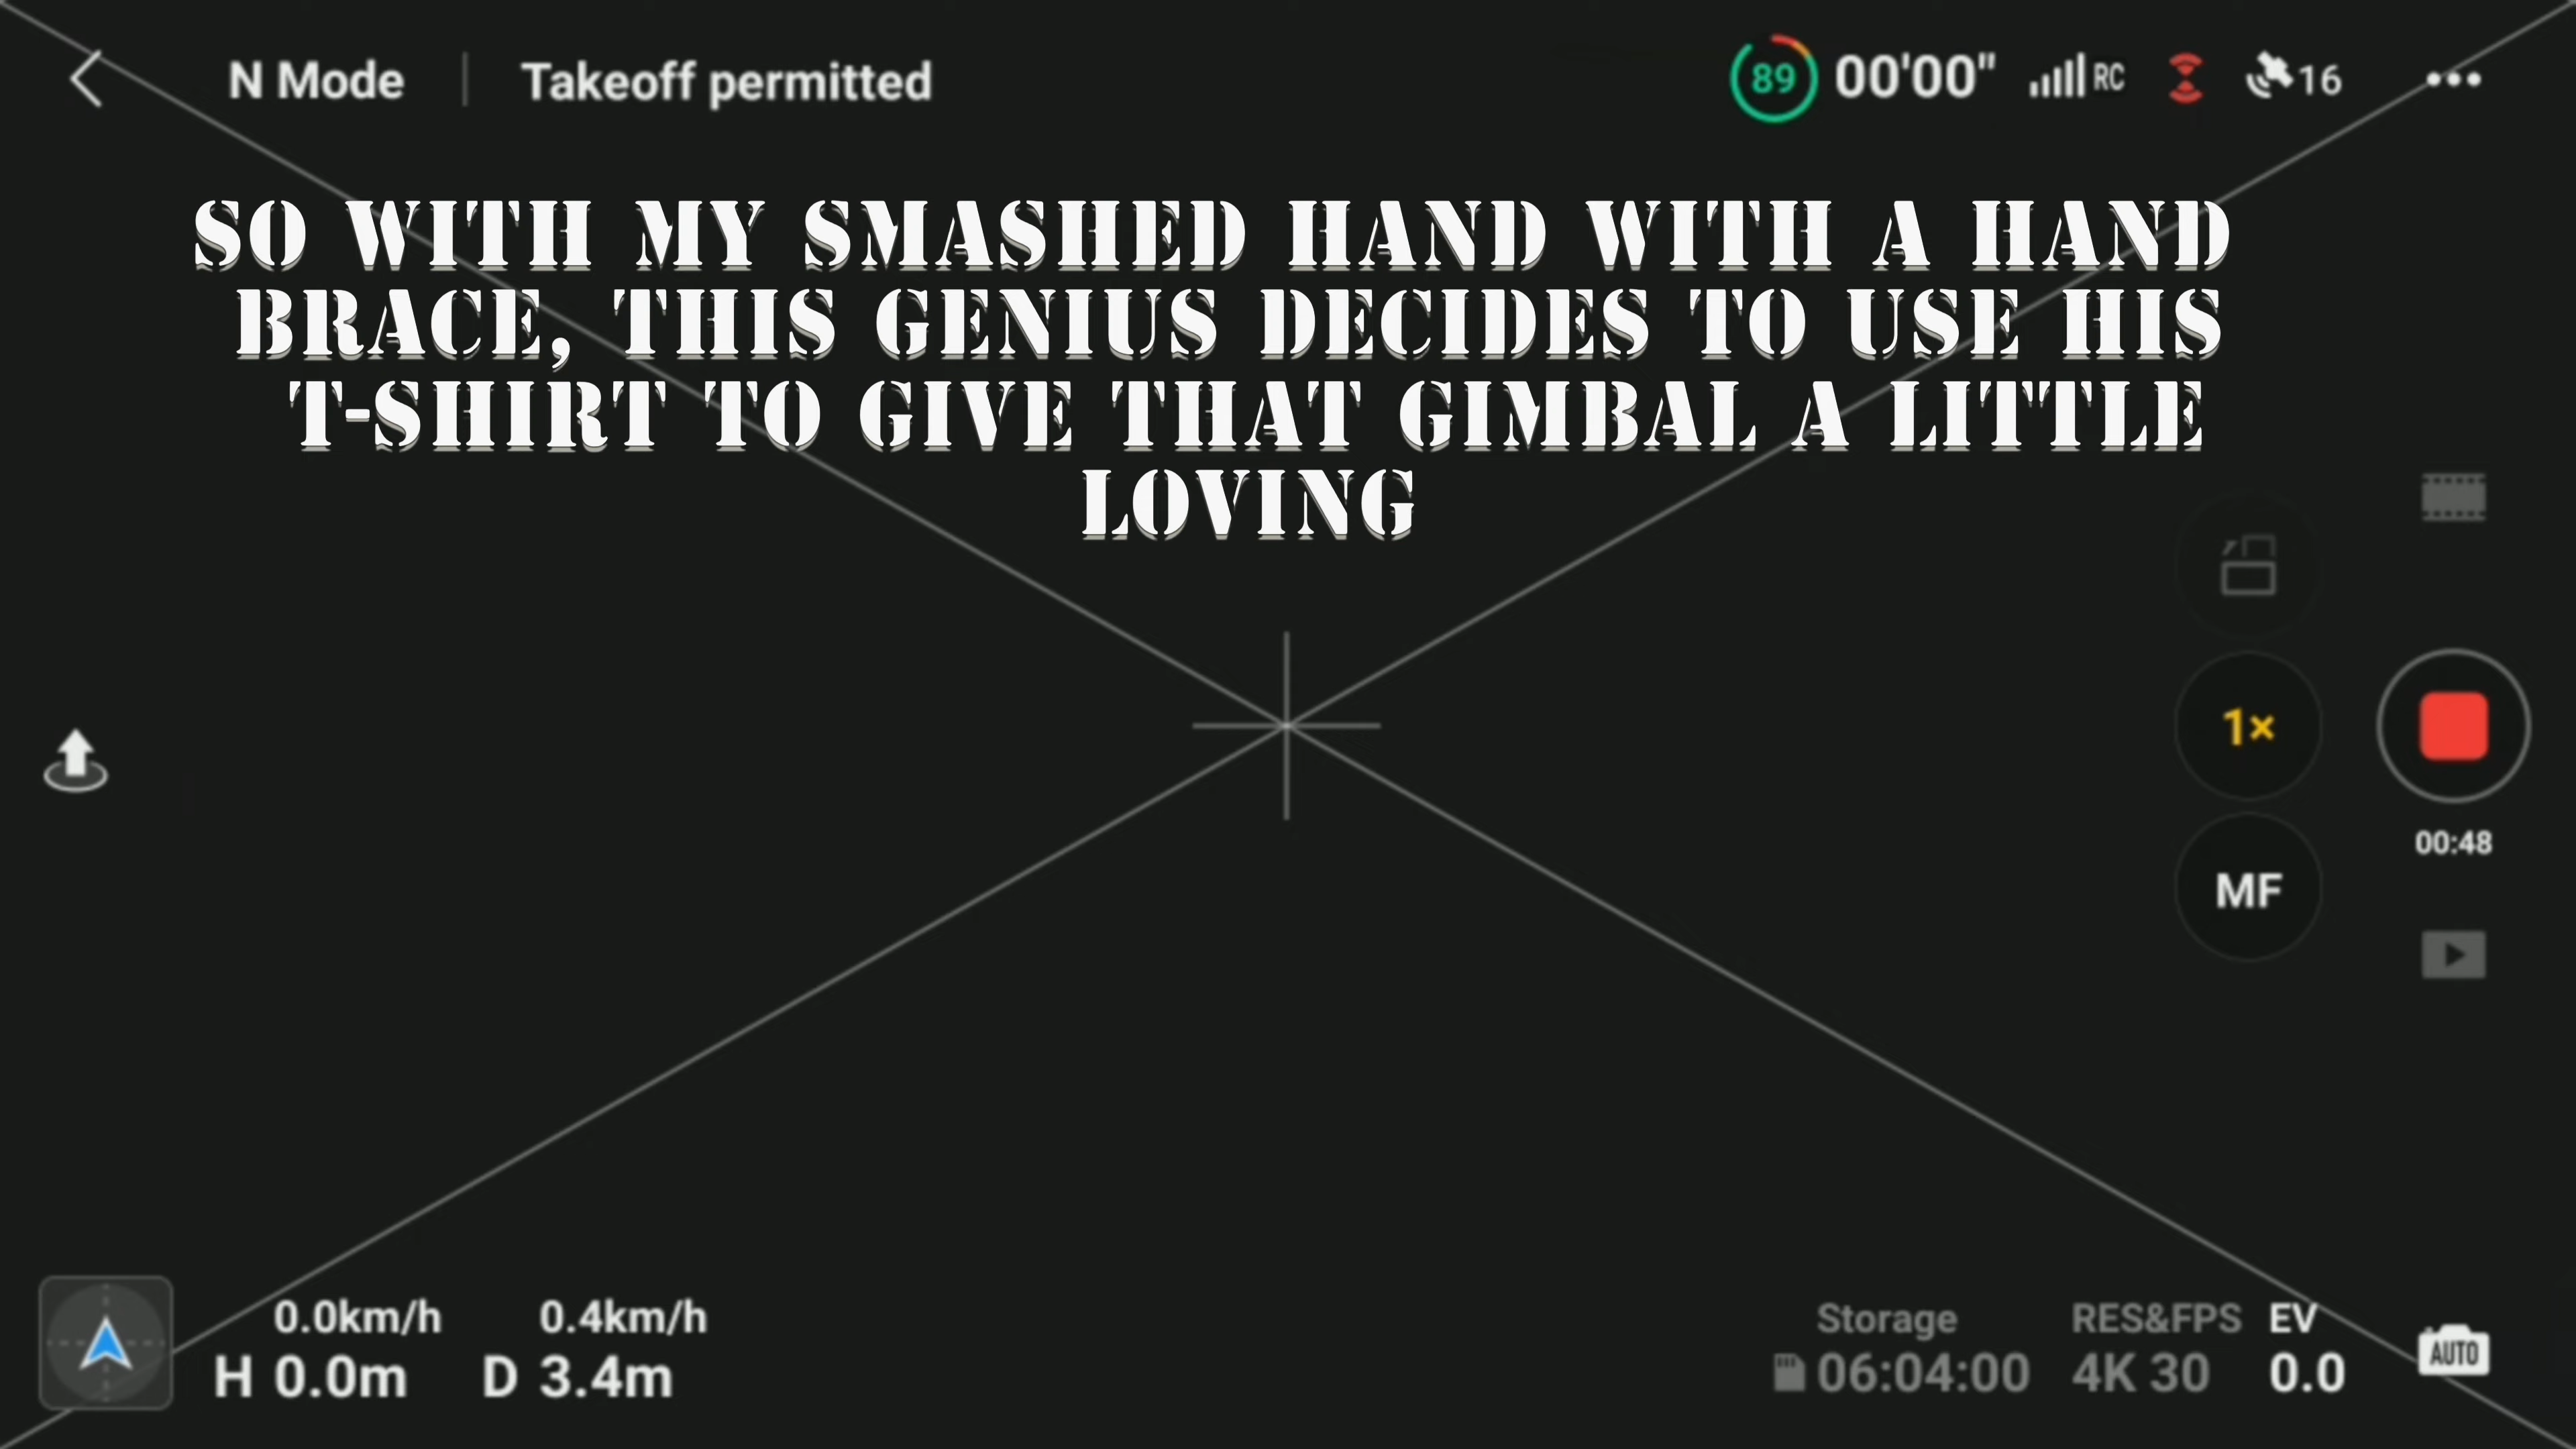 N Mode
Takeoff permitted
89
00'00"
RC
16
SO WITH MY SMASHED HAND WITH A HAND
BRACE, THIS GENIUS DECIDES TO USE HIS
T-SHIRT TO GIVE THAT GIMBAL A LITTLE
LOVING
1×
00:48
MF
0.0km/h
0.4km/h
H 0.0m
D 3.4m
Storage
06:04:00
RES&FPS
4K 30
EV
0.0
AUTO